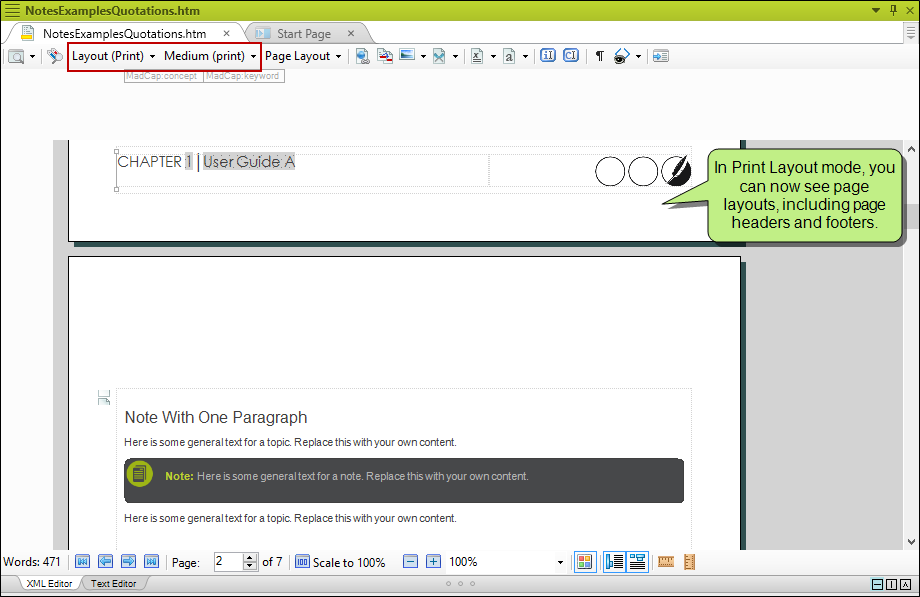 NotesExamplesQuotations.htm
NotesExamplesQuotations.htm Start Page
Layout (Print) Medium (print) Page Layout
MadCap:concept MadCap:keyword
CHAPTER 1 | User Guide A
In Print Layout mode, you
can now see page
layouts, including page
headers and footers.
Note With One Paragraph
Here is some general text for a topic. Replace this with your own content.
Note: Here is some general text for a note. Replace this with your own content.
Here is some general text for a topic. Replace this with your own content.
Words: 471 Page: 2 of 7 Scale to 100% 100%
XML Editor Text Editor